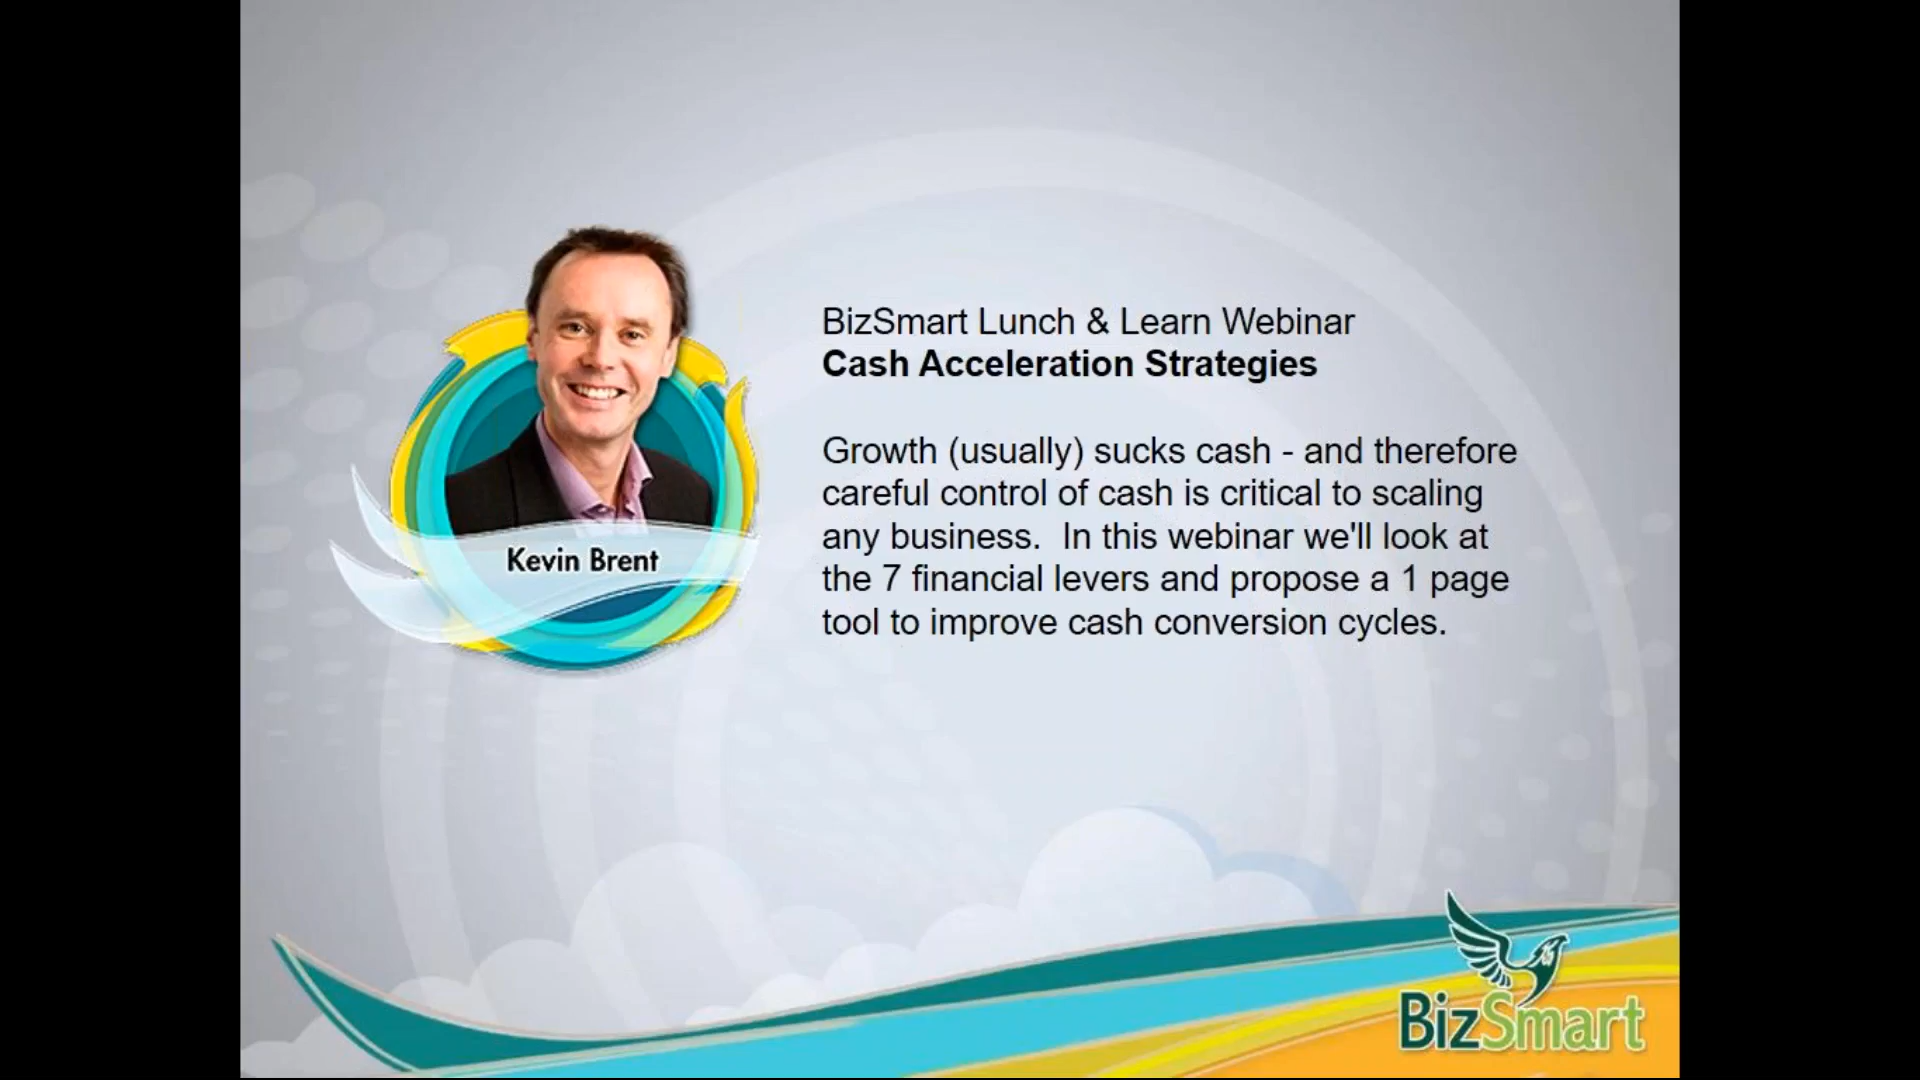 BizSmart Lunch & Learn Webinar
Cash Acceleration Strategies
Growth (usually) sucks cash - and therefore
careful control of cash is critical to scaling
any business.  In this webinar we'll look at
the 7 financial levers and propose a 1 page
tool to improve cash conversion cycles.
Kevin Brent
BizSmart